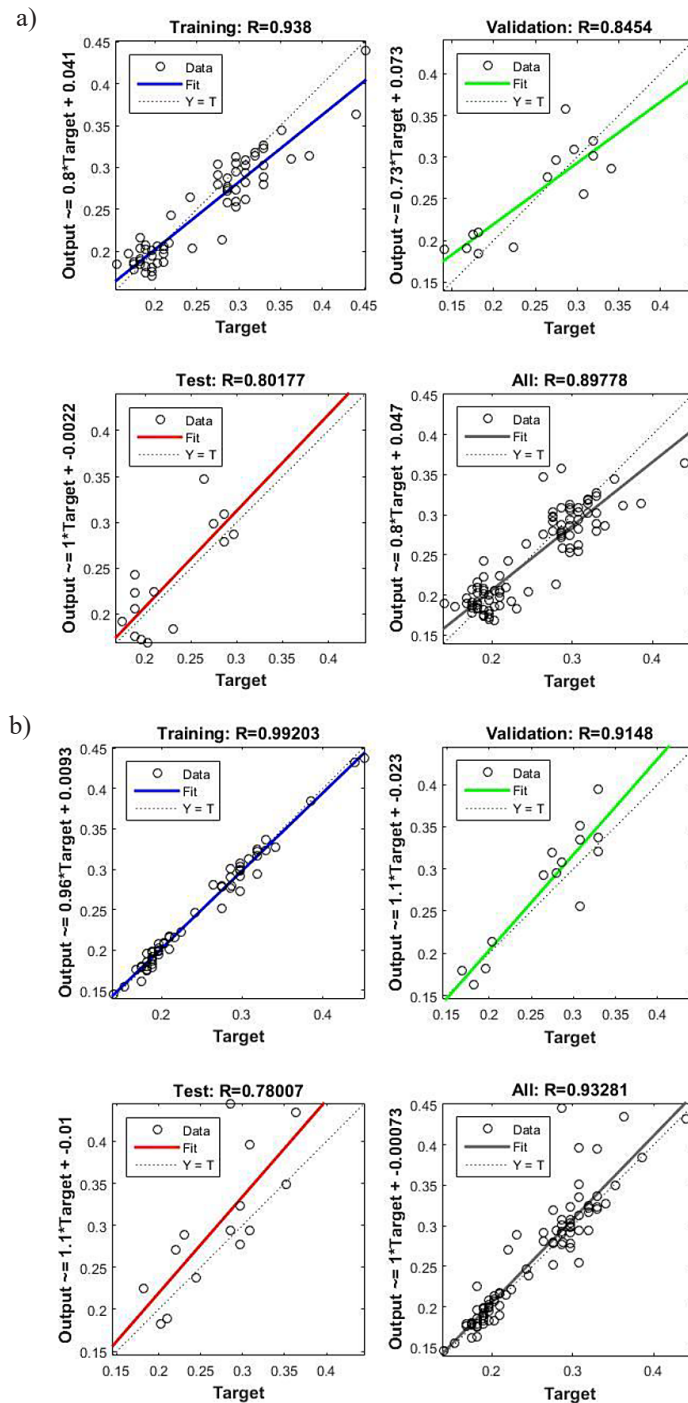 a)
Training: R=0.938
Output ~= 0.8*Target + 0.041
0.45
0.4
0.35
0.3
0.25
0.2
0.15
Data
Fit
Y = T
0.2 0.25 0.3 0.35 0.4 0.45
Target
Validation: R=0.8454
Output ~= 0.73*Target + 0.073
0.4
0.35
0.3
0.25
0.2
0.15
Data
Fit
Y = T
0.15 0.2 0.25 0.3 0.35 0.4
Target
Test: R=0.80177
Output ~= 1*Target + -0.0022
0.4
0.3
0.2
Data
Fit
Y = T
0.2 0.3 0.4
Target
All: R=0.89778
Output ~= 0.8*Target + 0.047
0.45
0.4
0.35
0.3
0.25
0.2
0.15
Data
Fit
Y = T
0.2 0.3 0.4
Target
b)
Training: R=0.99203
Output ~= 0.96*Target + 0.0093
0.45
0.4
0.35
0.3
0.25
0.2
0.15
Data
Fit
Y = T
0.2 0.3 0.4
Target
Validation: R=0.9148
Output ~= 1.1*Target + -0.023
0.4
0.35
0.3
0.25
0.2
0.15
Data
Fit
Y = T
0.15 0.2 0.25 0.3 0.35 0.4
Target
Test: R=0.78007
Output ~= 1.1*Target + -0.01
0.4
0.35
0.3
0.25
0.2
0.15
Data
Fit
Y = T
0.15 0.2 0.25 0.3 0.35 0.4
Target
All: R=0.93281
Output ~= 1*Target + -0.00073
0.45
0.4
0.35
0.3
0.25
0.2
0.15
Data
Fit
Y = T
0.2 0.3 0.4
Target